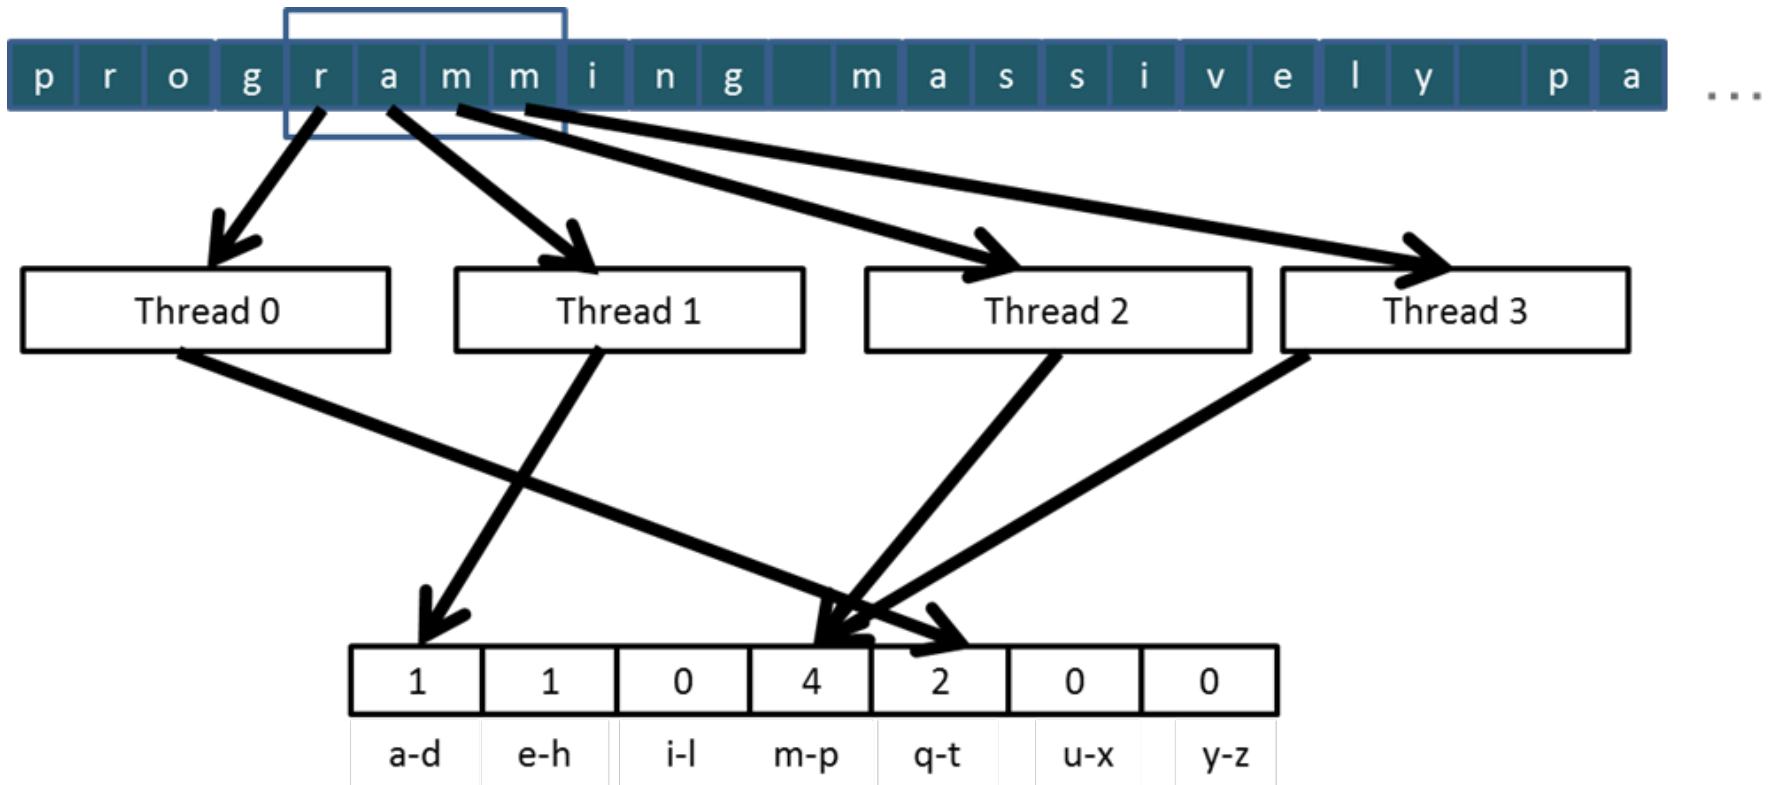 p r o g r a m m i n g m a s s i v e l y p a ...
Thread 0 Thread 1 Thread 2 Thread 3
1 1 0 4 2 0 0
a-d e-h i-l m-p q-t u-x y-z